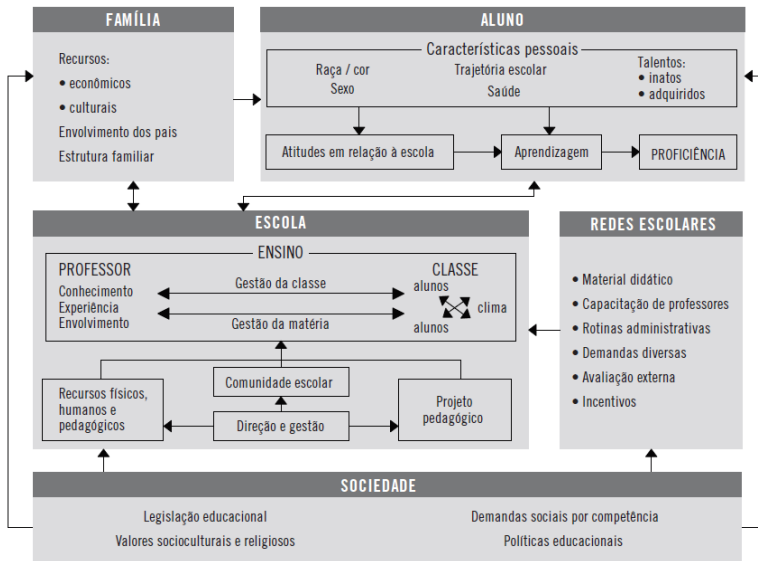 FAMÍLIA
Recursos:
• econômicos
• culturais
Envolvimento dos pais
Estrutura familiar
ALUNO
Características pessoais
Raça / cor
Sexo
Trajetória escolar
Saúde
Talentos:
• inatos
• adquiridos
Atitudes em relação à escola
Aprendizagem
PROFICIÊNCIA
ESCOLA
ENSINO
PROFESSOR
Conhecimento
Experiência
Envolvimento
Gestão da classe
Gestão da matéria
CLASSE
alunos
clima
alunos
Recursos físicos,
humanos e
pedagógicos
Comunidade escolar
Direção e gestão
Projeto
pedagógico
REDES ESCOLARES
• Material didático
• Capacitação de professores
• Rotinas administrativas
• Demandas diversas
• Avaliação externa
• Incentivos
SOCIEDADE
Legislação educacional
Valores socioculturais e religiosos
Demandas sociais por competência
Políticas educacionais